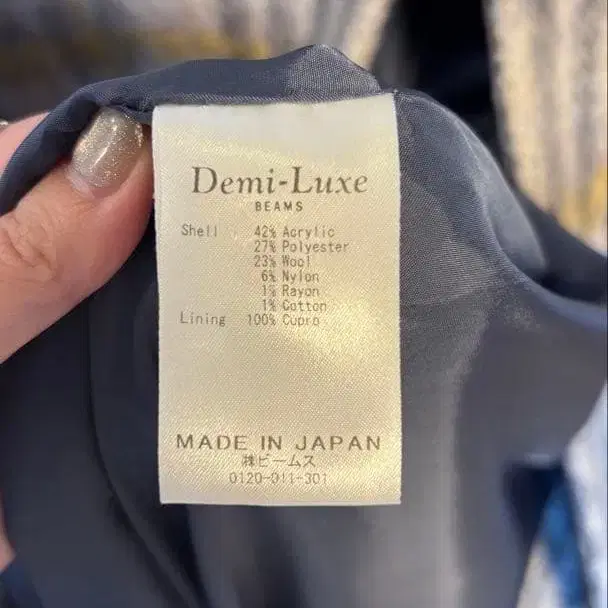 Demi-Luxe
BEAMS
Shell 42% Acrylic
27% Polyester
23% Wool
6% Nylon
1% Rayon
1% Cotton
Lining 100% Cupro
MADE IN JAPAN
㈱ビームス
0120-011-301